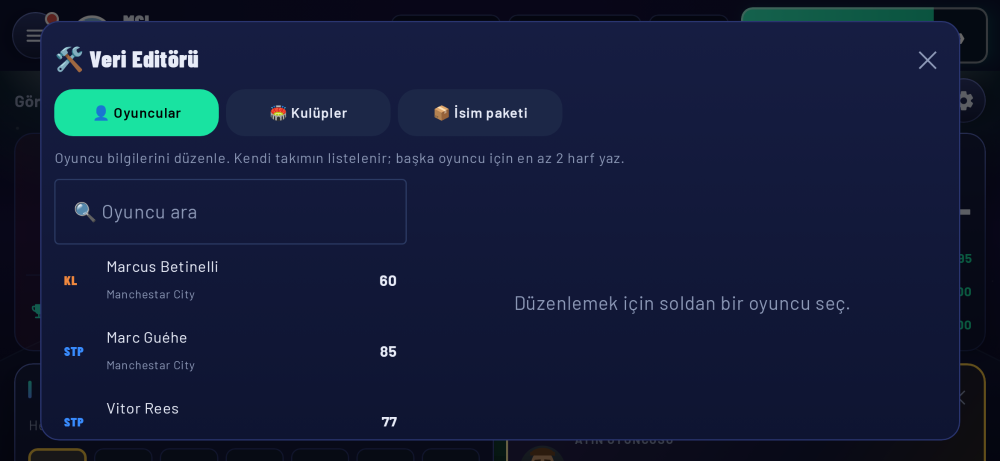 Veri Editörü
Oyuncular
Kulüpler
İsim paketi
Oyuncu bilgilerini düzenle. Kendi takımın listelenir; başka oyuncu için en az 2 harf yaz.
Oyuncu ara
KL
Marcus Betinelli
60
Manchestar City
Düzenlemek için soldan bir oyuncu seç.
STP
Marc Guéhe
85
Manchestar City
STP
Vitor Rees
77